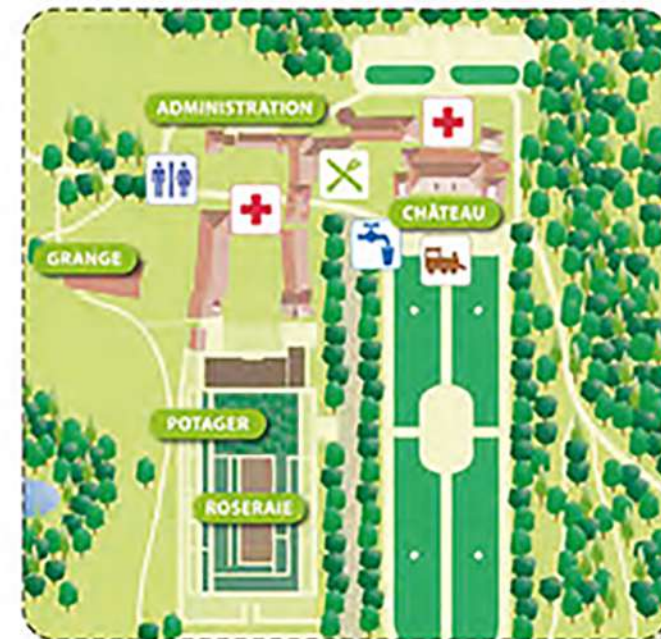 ADMINISTRATION
CHÂTEAU
GRANGE
POTAGER
ROSERAIE